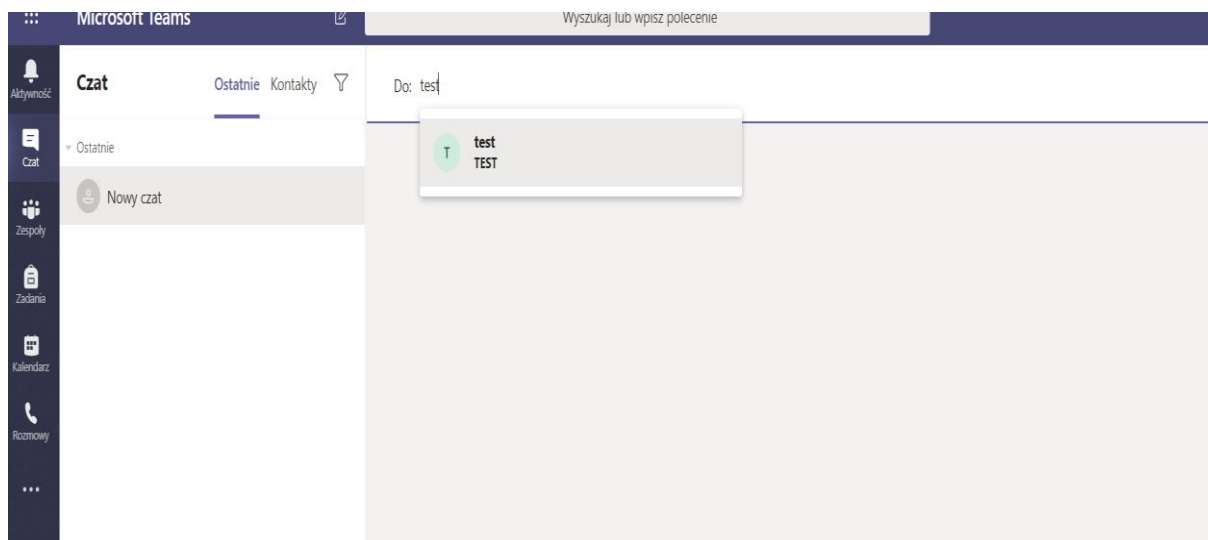 Microsoft Teams
Wyszukaj lub wpisz polecenie
Aktywność
Czat
Zespoły
Zadania
Kalendarz
Rozmowy
Czat
Ostatnie Kontakty
Ostatnie
Nowy czat
Do: test
T
test
TEST